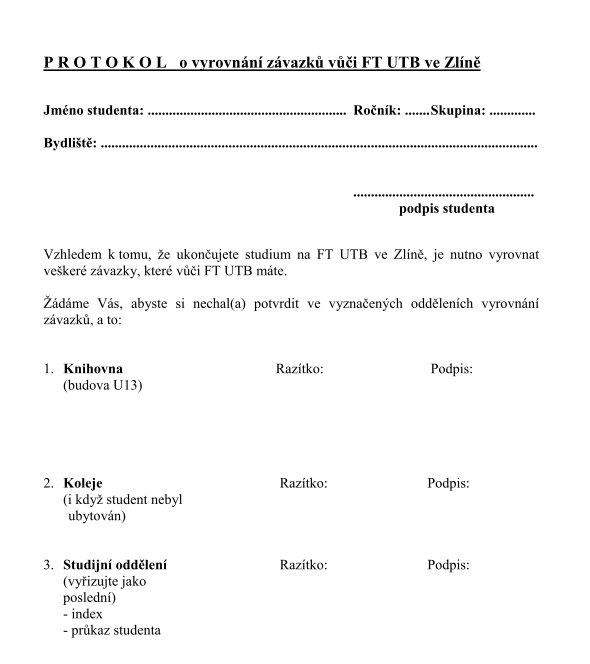 P R O T O K O L o vyrovnání závazků vůči FT UTB ve Zlíně
Jméno studenta: ........................................................ Ročník: .......Skupina: .............
Bydliště: ...........................................................................................................................
...................................................
podpis studenta
Vzhledem k tomu, že ukončujete studium na FT UTB ve Zlíně, je nutno vyrovnat
veškeré závazky, které vůči FT UTB máte.
Žádáme Vás, abyste si nechal(a) potvrdit ve vyznačených odděleních vyrovnání
závazků, a to:
1. Knihovna Razítko: Podpis:
(budova U13)
2. Koleje Razítko: Podpis:
(i když student nebyl
ubytován)
3. Studijní oddělení Razítko: Podpis:
(vyřizujte jako
poslední)
- index
- průkaz studenta